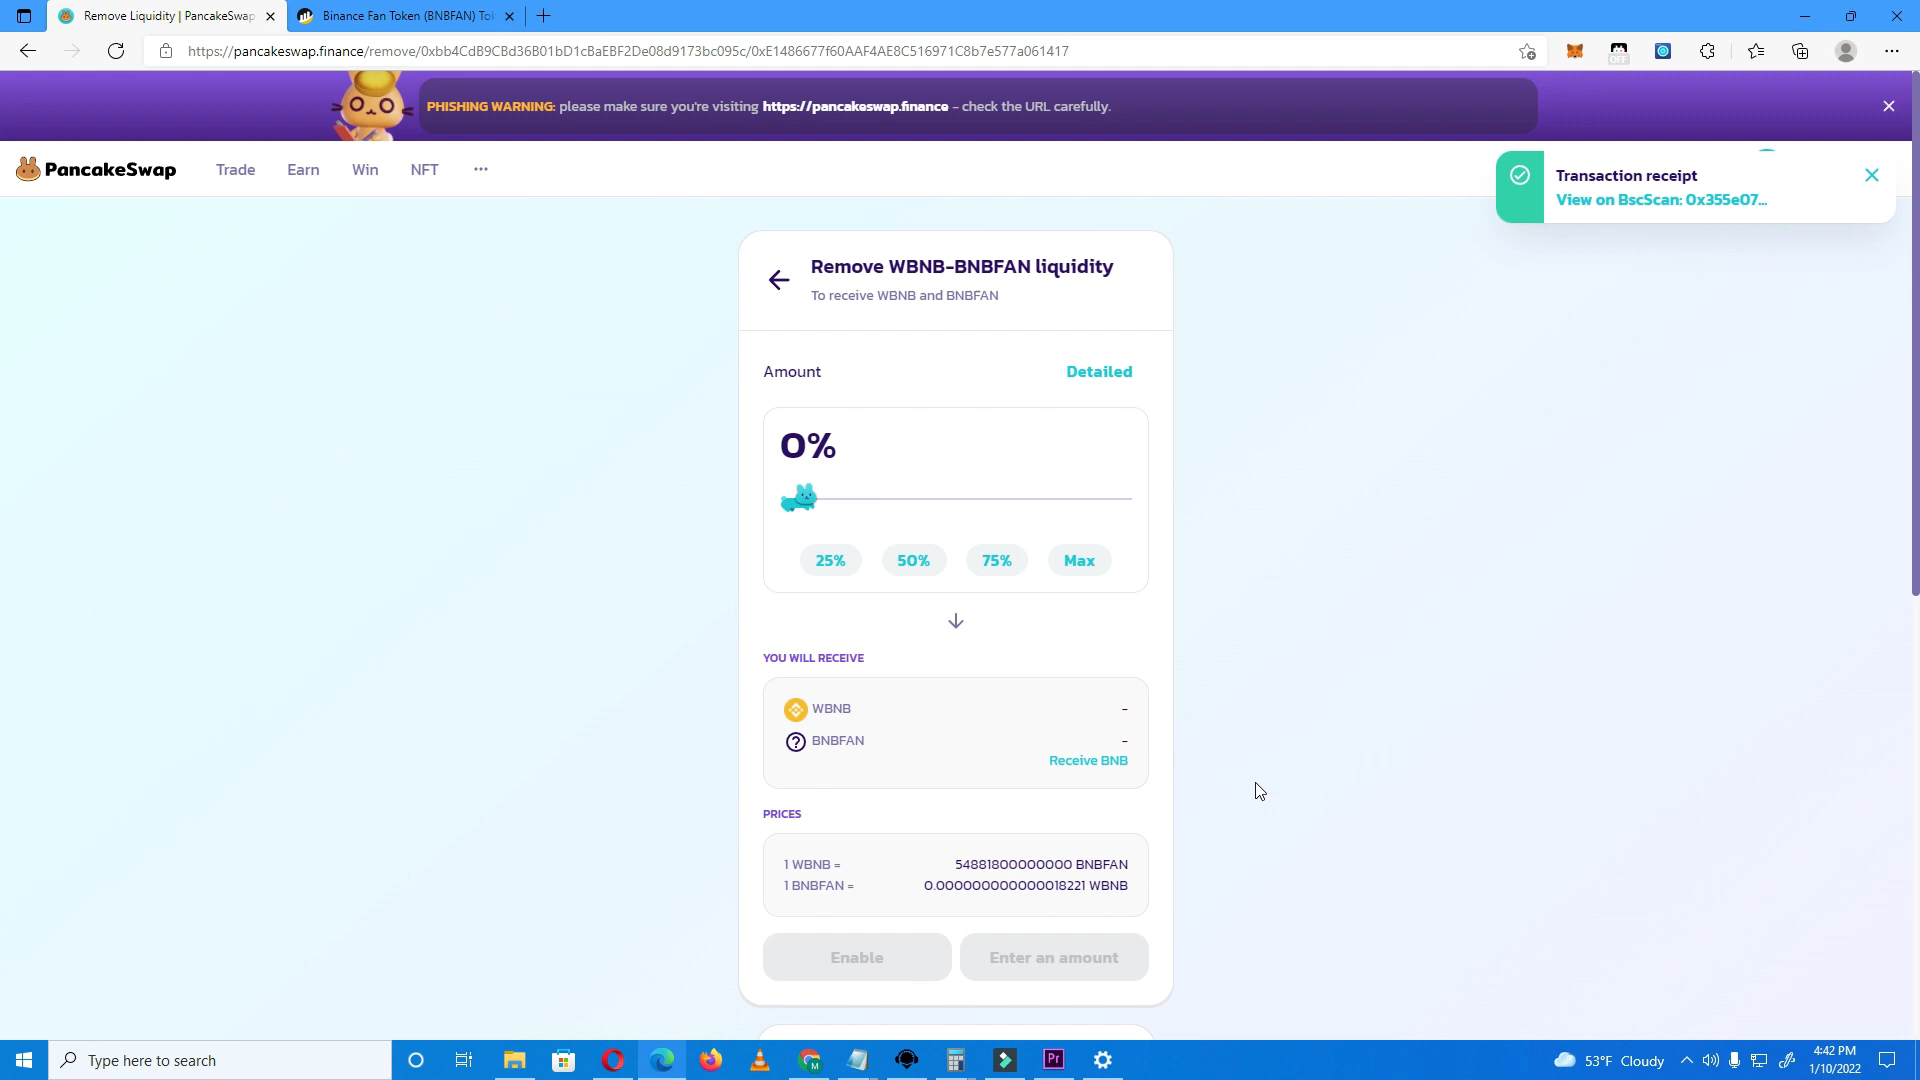 Remove Liquidity | PancakeSwap
Binance Fan Token (BNBFAN) Tok
https://pancakeswap.finance/remove/0xbb4CdB9CBd36B01bD1cBaEBF2De08d9173bc095c/0xE1486677f60AAF4AE8C516971C8b7e577a061417
OFF
PHISHING WARNING: please make sure you're visiting https://pancakeswap.finance - check the URL carefully.
PancakeSwap
Trade
Earn
Win
NFT
Transaction receipt
View on BscScan: 0x355e07...
Remove WBNB-BNBFAN liquidity
To receive WBNB and BNBFAN
Amount
Detailed
0%
25%
50%
75%
Max
YOU WILL RECEIVE
WBNB -
BNBFAN -
Receive BNB
PRICES
1 WBNB = 54881800000000 BNBFAN
1 BNBFAN = 0.000000000000018221 WBNB
Enable
Enter an amount
Type here to search
M
Pr
53°F Cloudy
4:42 PM
1/10/2022